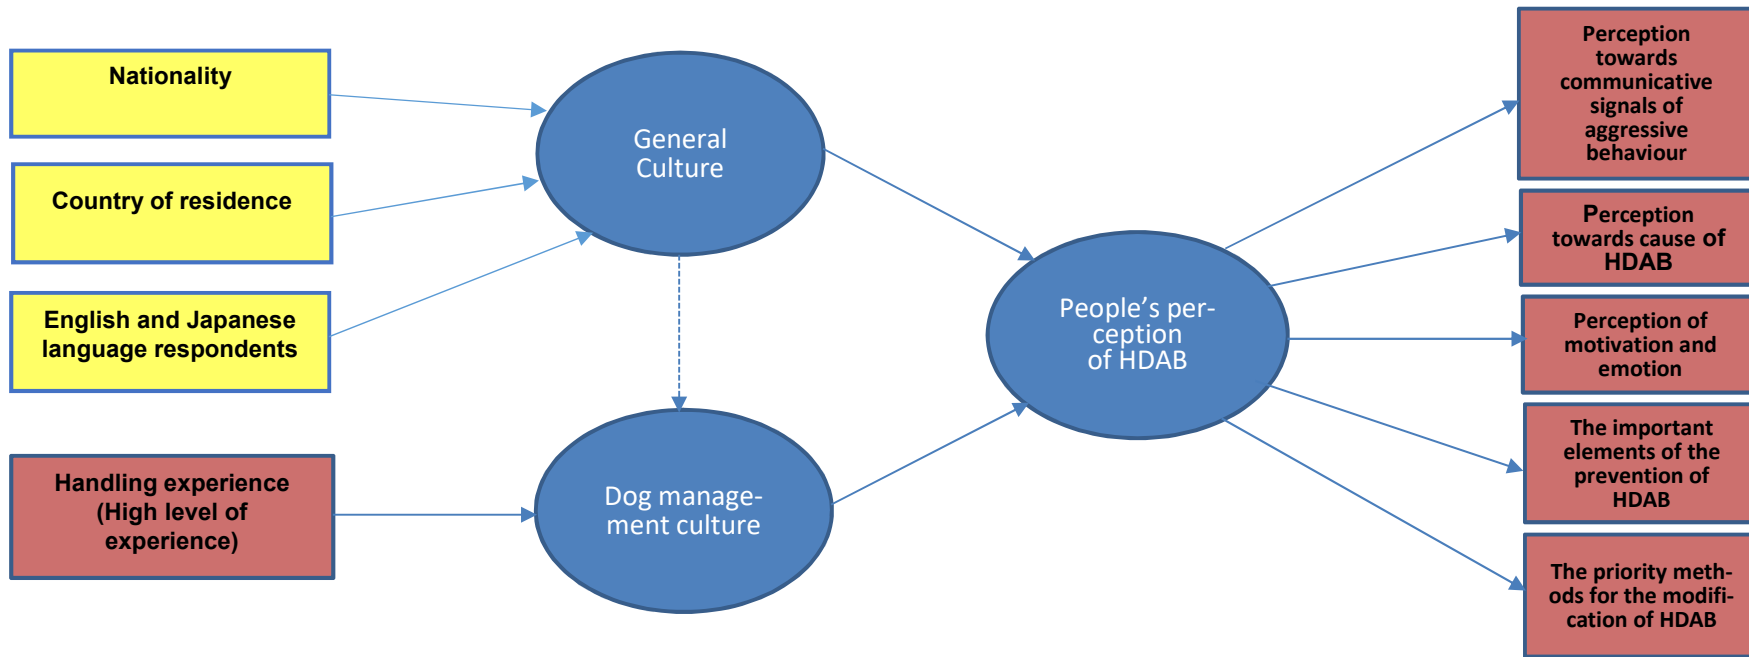 Nationality
Country of residence
English and Japanese
language respondents
Handling experience
(High level of
experience)
General
Culture
Dog manage-
ment culture
People’s per-
ception
of HDAB
Perception
towards
communicative
signals of
aggressive
behaviour
Perception
towards cause of
HDAB
Perception of
motivation and
emotion
The important
elements of the
prevention of
HDAB
The priority meth-
ods for the modifi-
cation of HDAB